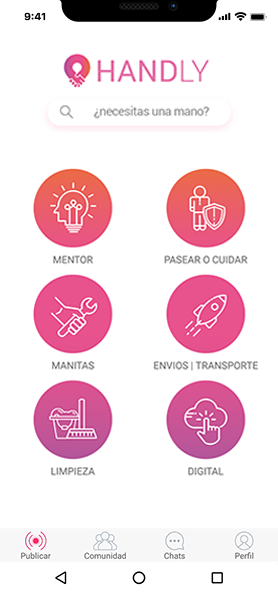 9:41
HANDLY
¿necesitas una mano?
MENTOR
PASEAR O CUIDAR
MANITAS
ENVIOS | TRANSPORTE
LIMPIEZA
DIGITAL
Publicar
Comunidad
Chats
Perfil